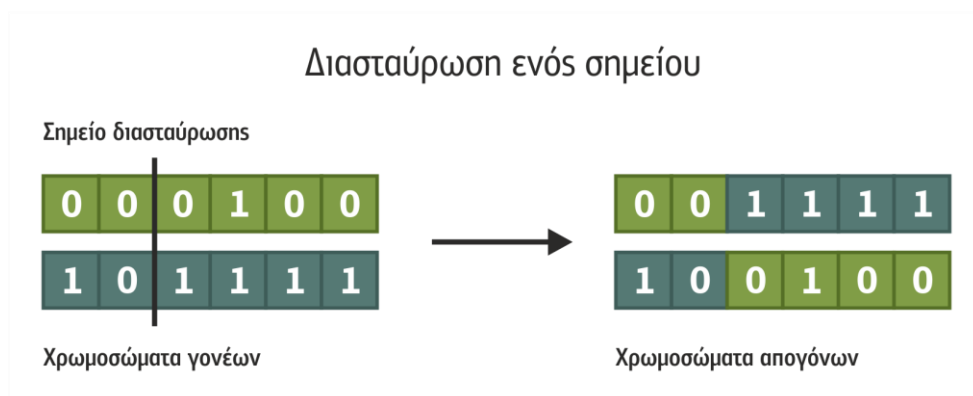 Διασταύρωση ενός σημείου
Σημείο διασταύρωσης
0 0 0 1 0 0
1 0 1 1 1 1
Χρωμοσώματα γονέων
0 0 1 1 1 1
1 0 0 1 0 0
Χρωμοσώματα απογόνων